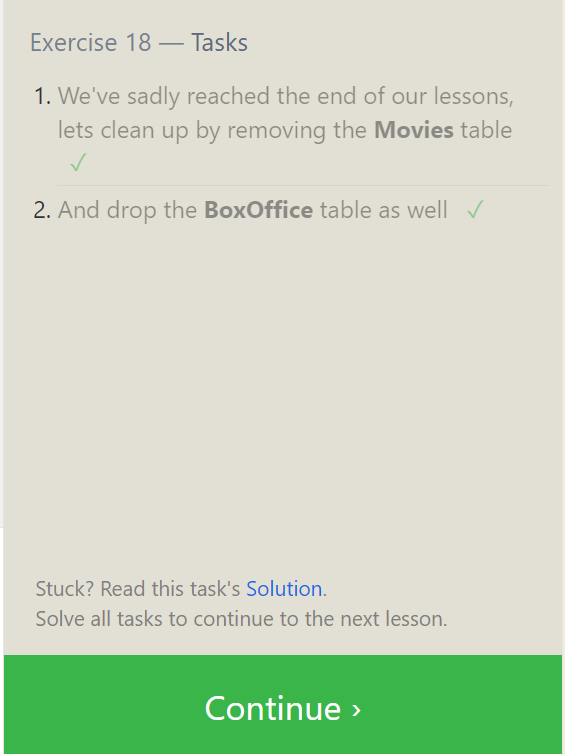 Exercise 18 — Tasks
1. We've sadly reached the end of our lessons,
lets clean up by removing the Movies table
✓
2. And drop the BoxOffice table as well ✓
Stuck? Read this task's Solution.
Solve all tasks to continue to the next lesson.
Continue ›